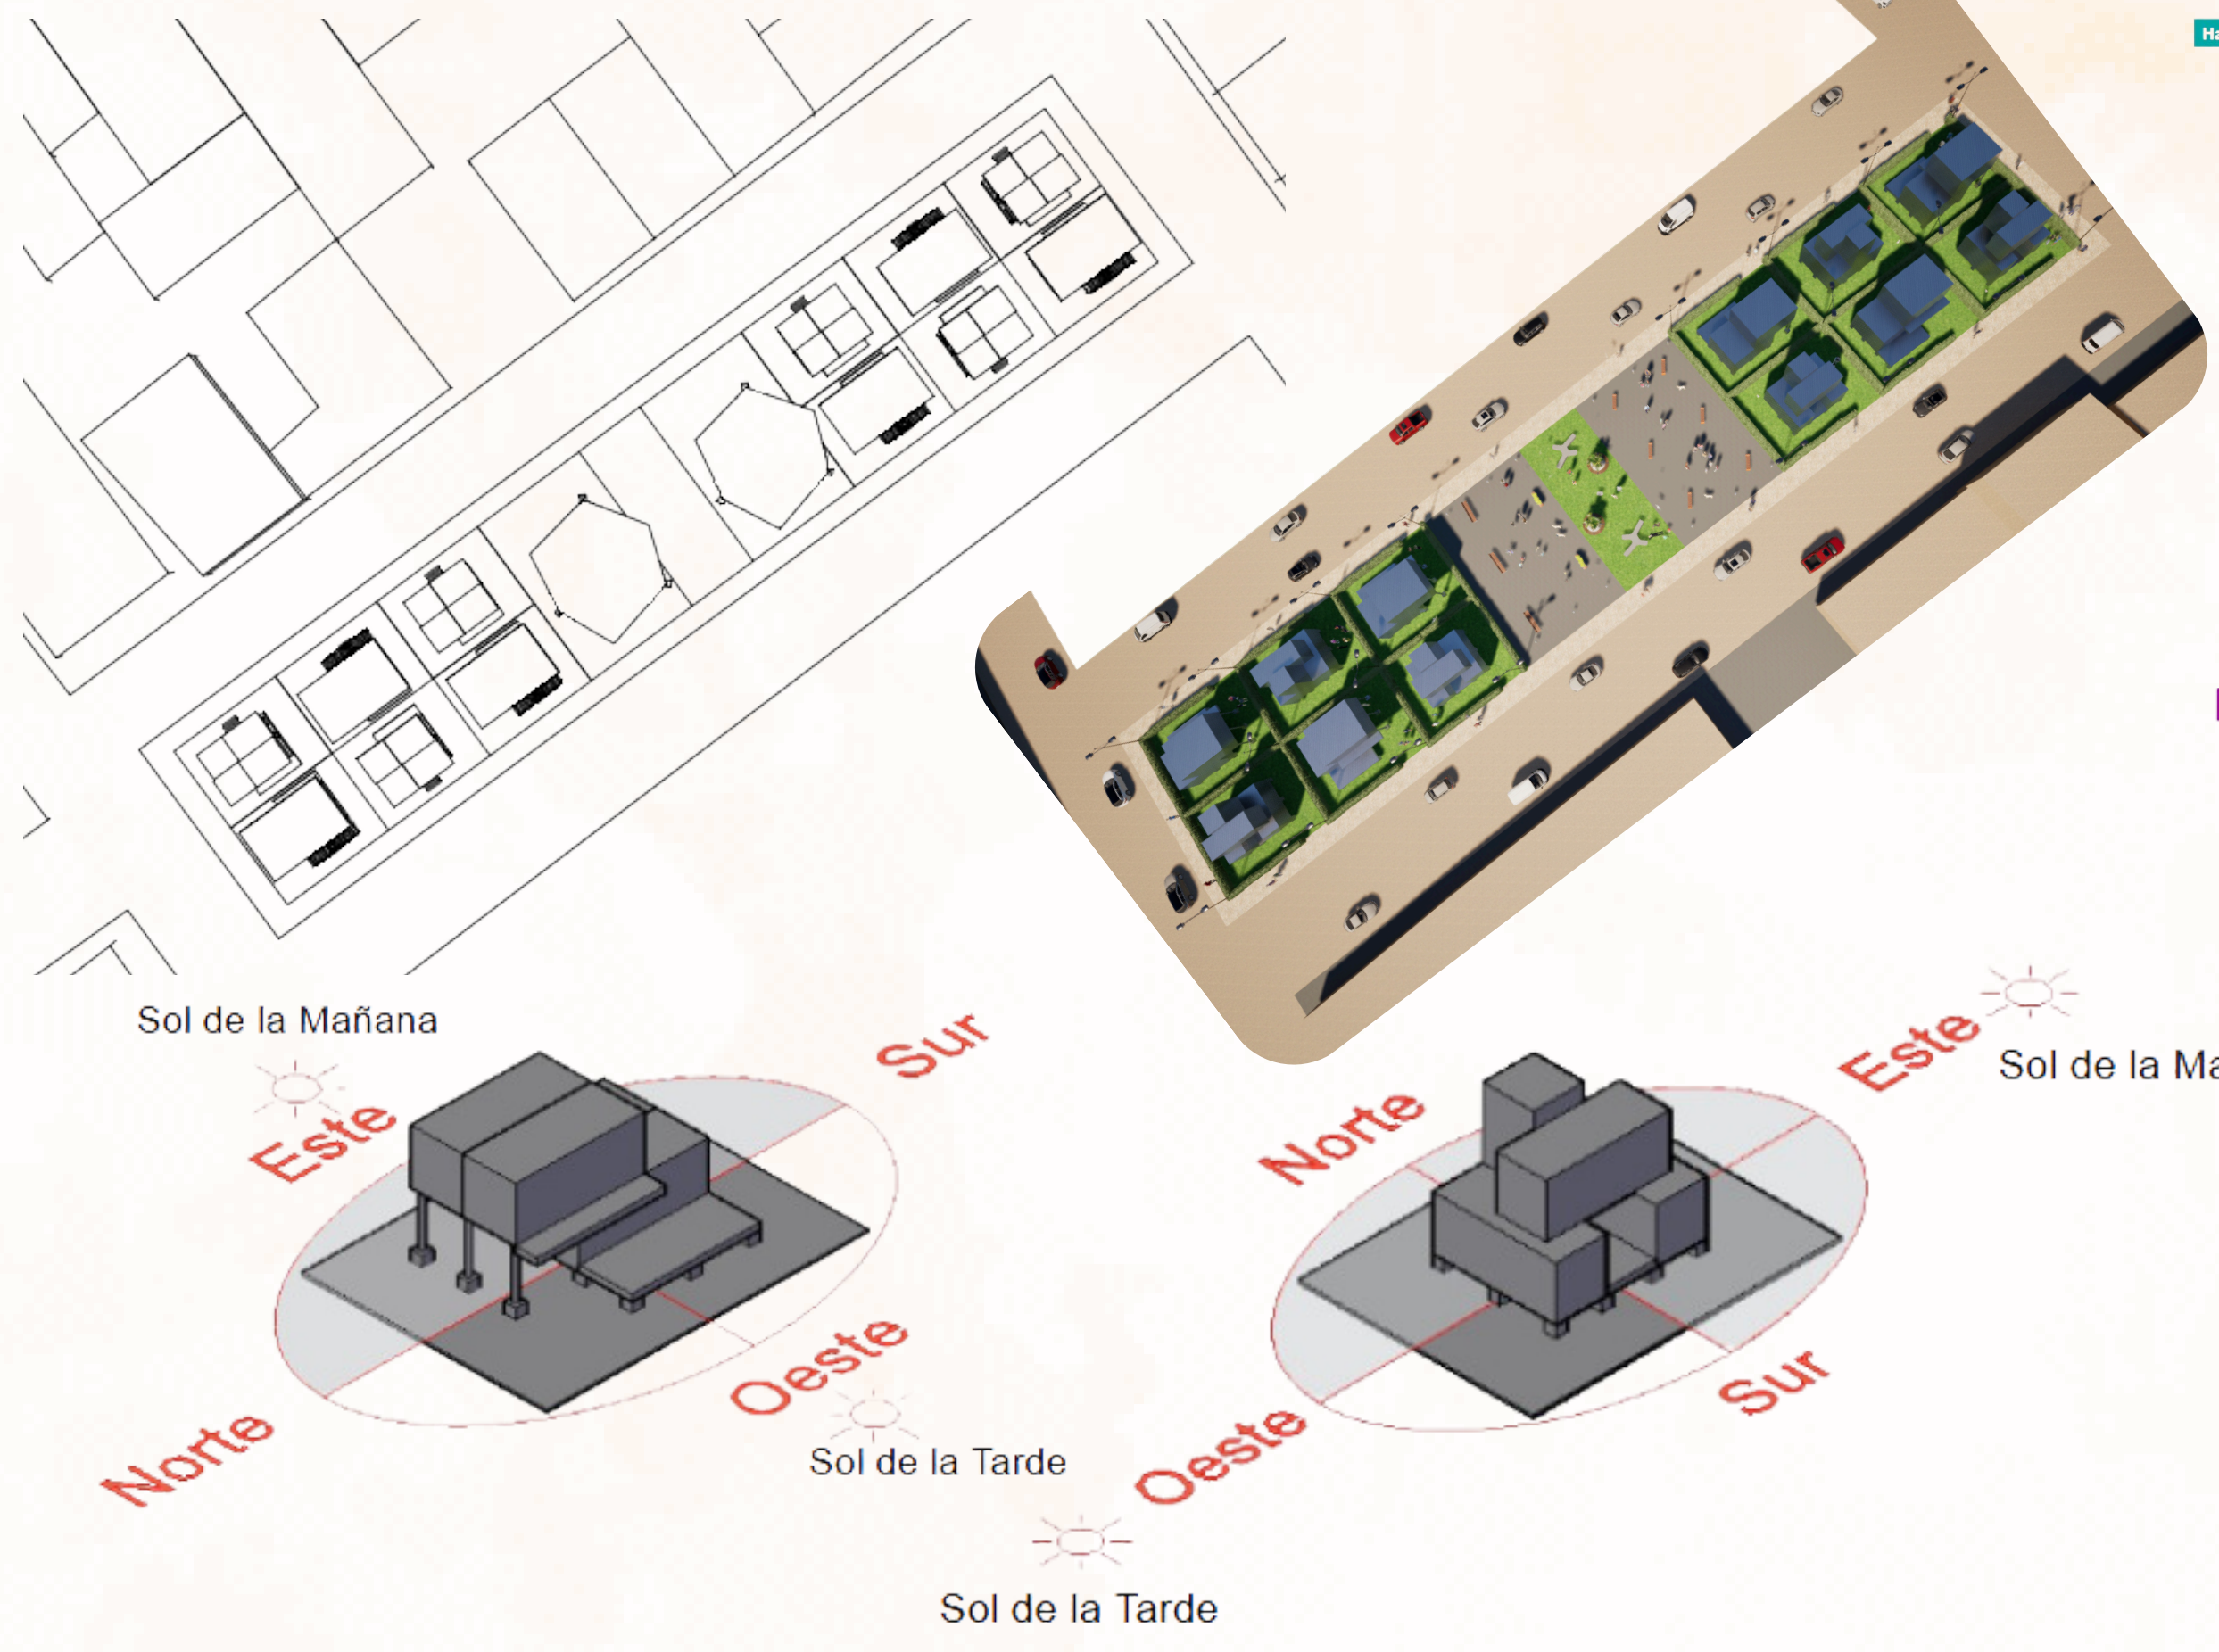 Sol de la Mañana
Este
Sur
Norte
Oeste
Sol de la Tarde
Norte
Este
Sol de la Ma
Oeste
Sur
Sol de la Tarde